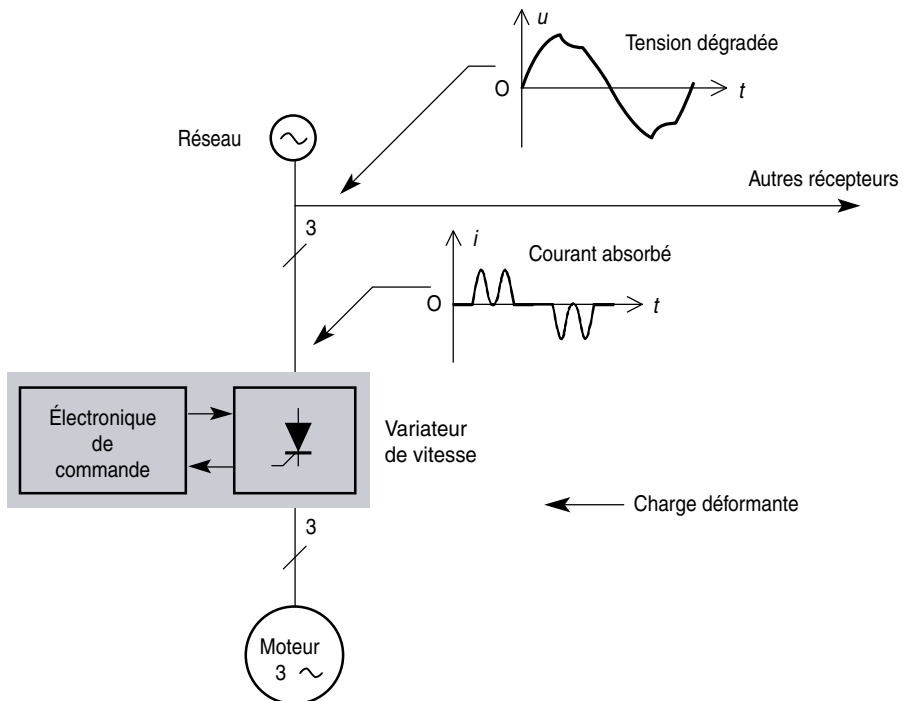 u
Tension dégradée
O
t
Réseau
Autres récepteurs
3
i
Courant absorbé
O
t
Électronique
de
commande
Variateur
de vitesse
Charge déformante
3
Moteur
3